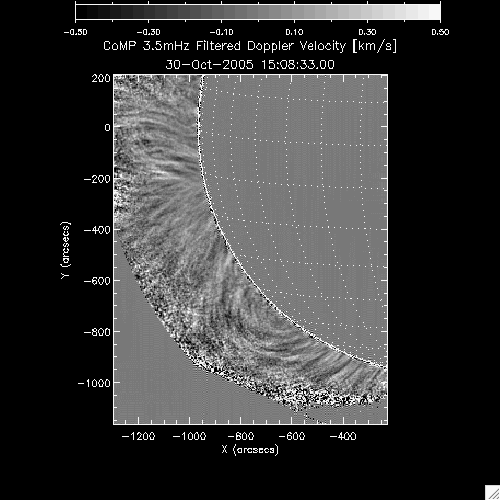 -0.50 -0.30 -0.10 0.10 0.30 0.50
CoMP 3.5mHz Filtered Doppler Velocity [km/s]
30-Oct-2005 15:08:33.00
200
0
-200
-400
-600
-800
-1000
Y (arcsecs)
-1200 -1000 -800 -600 -400
X (arcsecs)